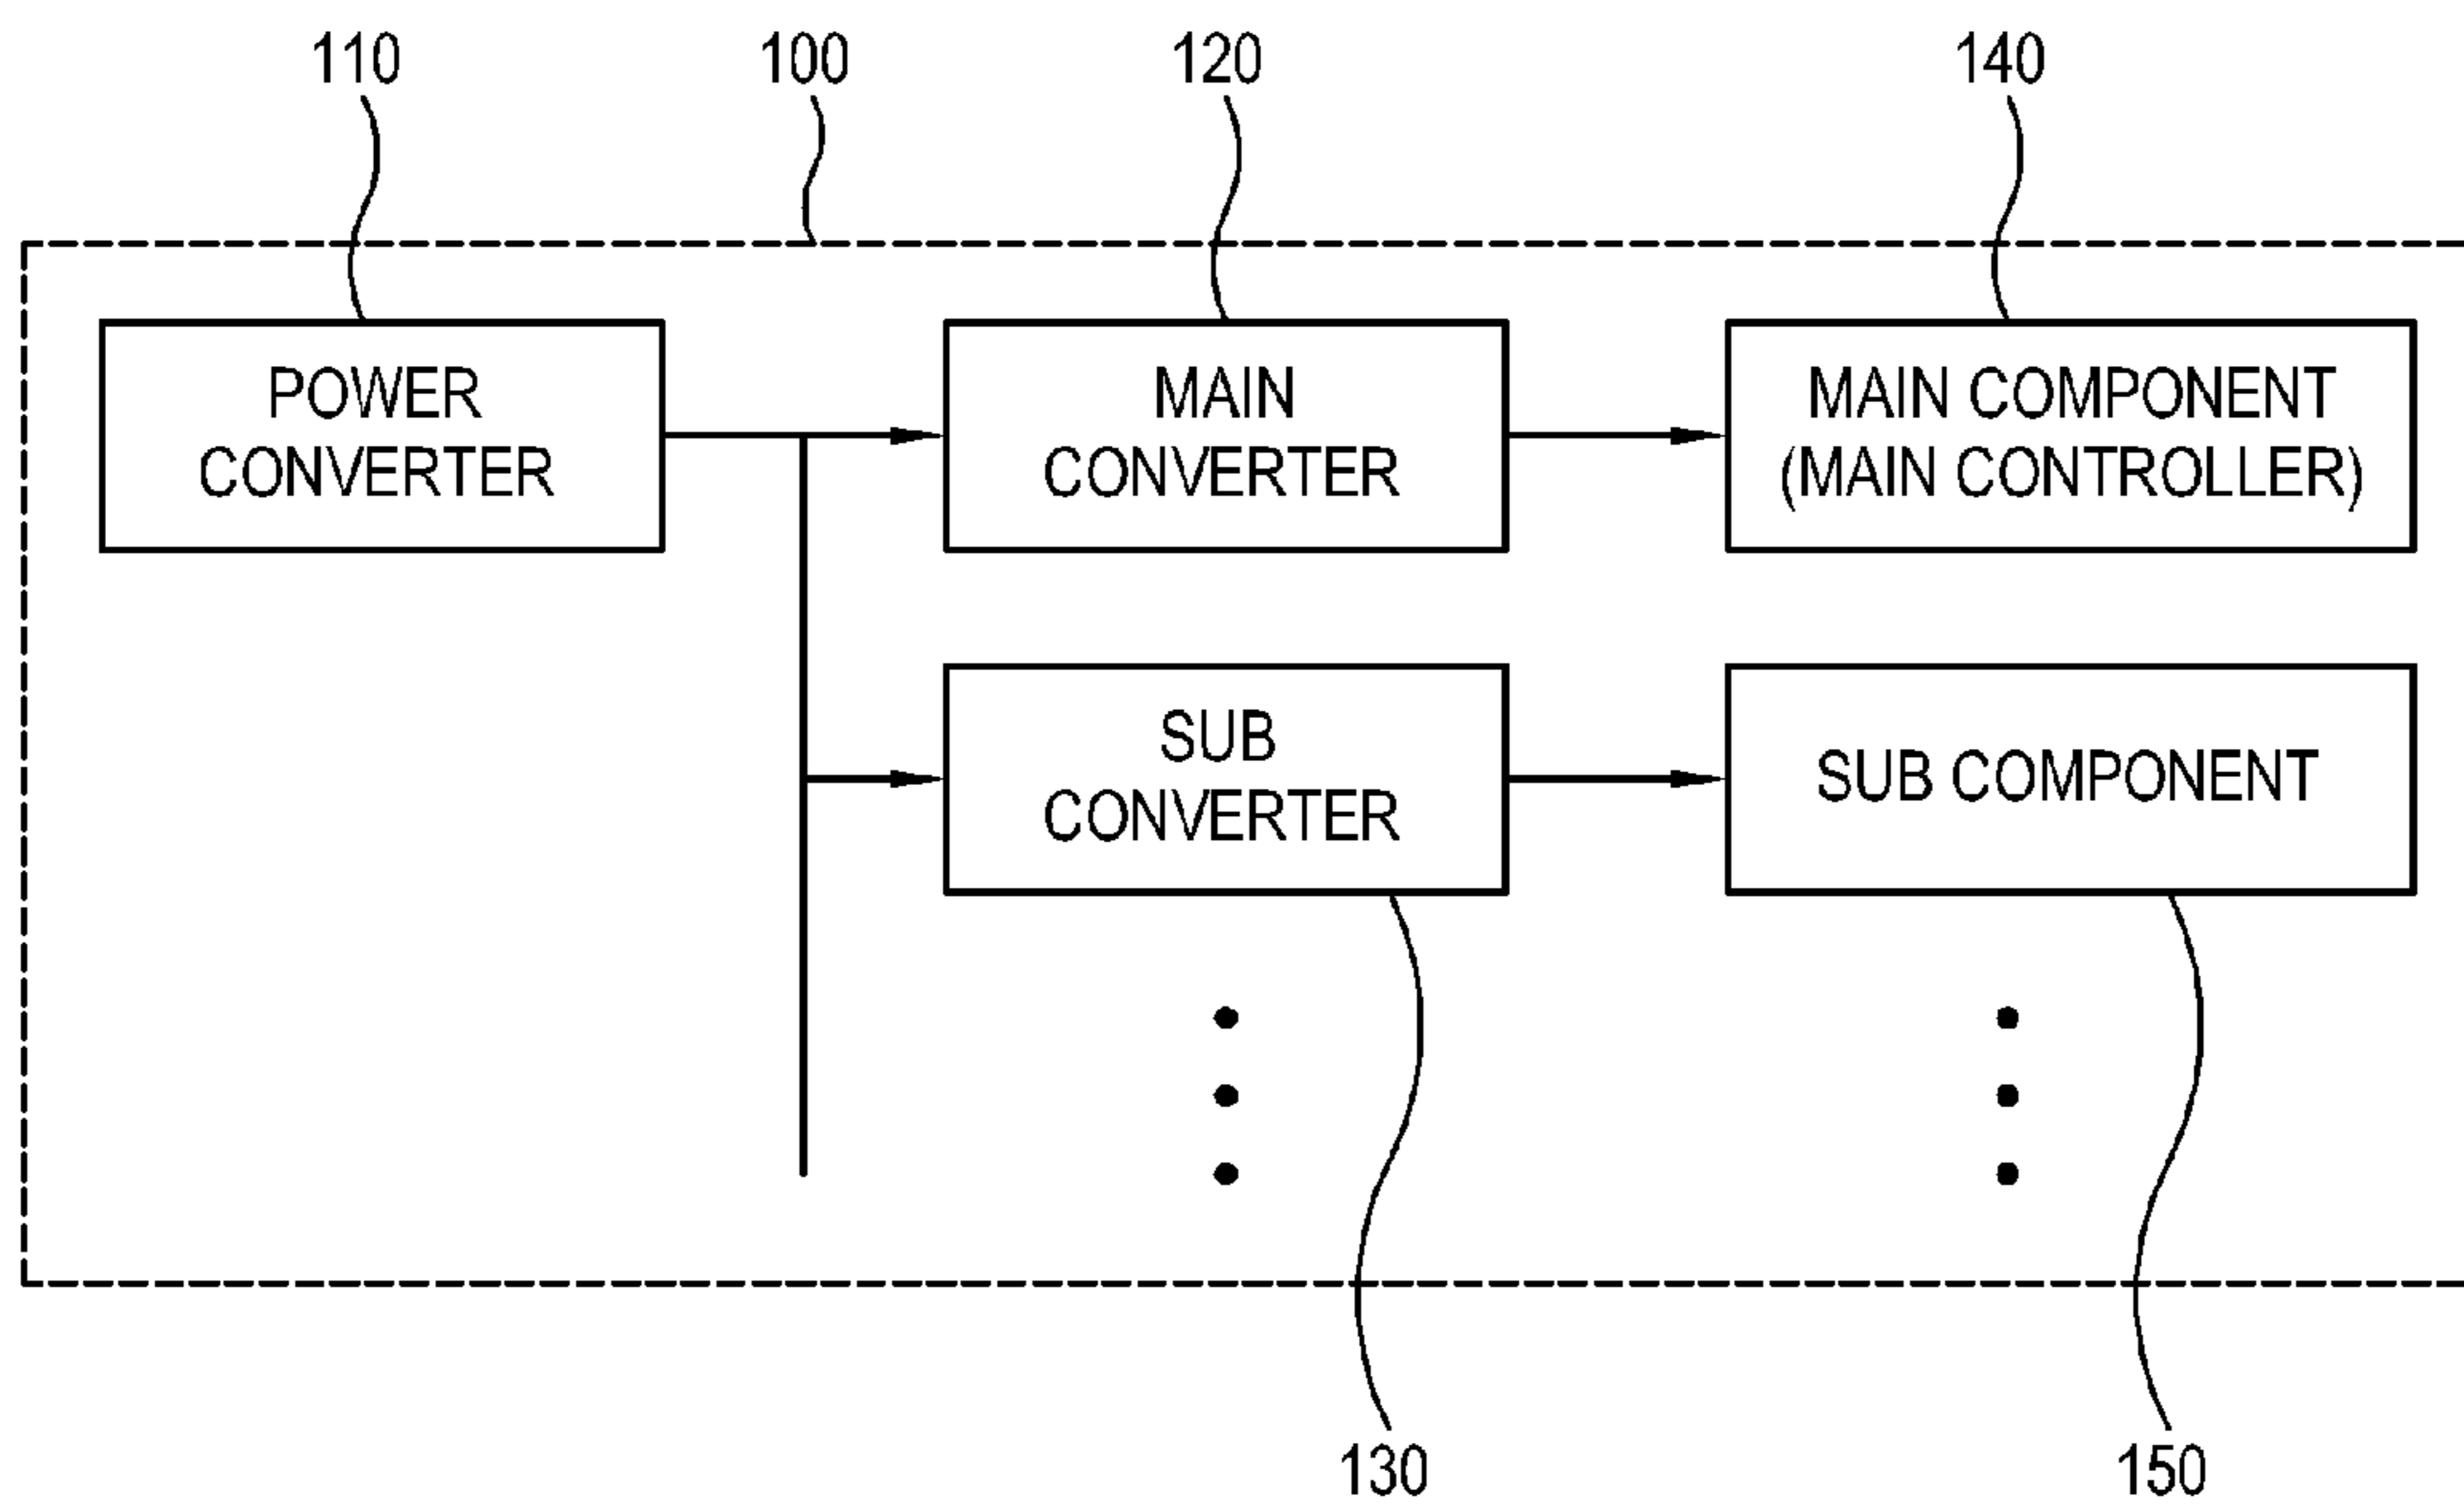 110
100
120
140
POWER
CONVERTER
MAIN
CONVERTER
MAIN COMPONENT
(MAIN CONTROLLER)
SUB
CONVERTER
SUB COMPONENT
130
150